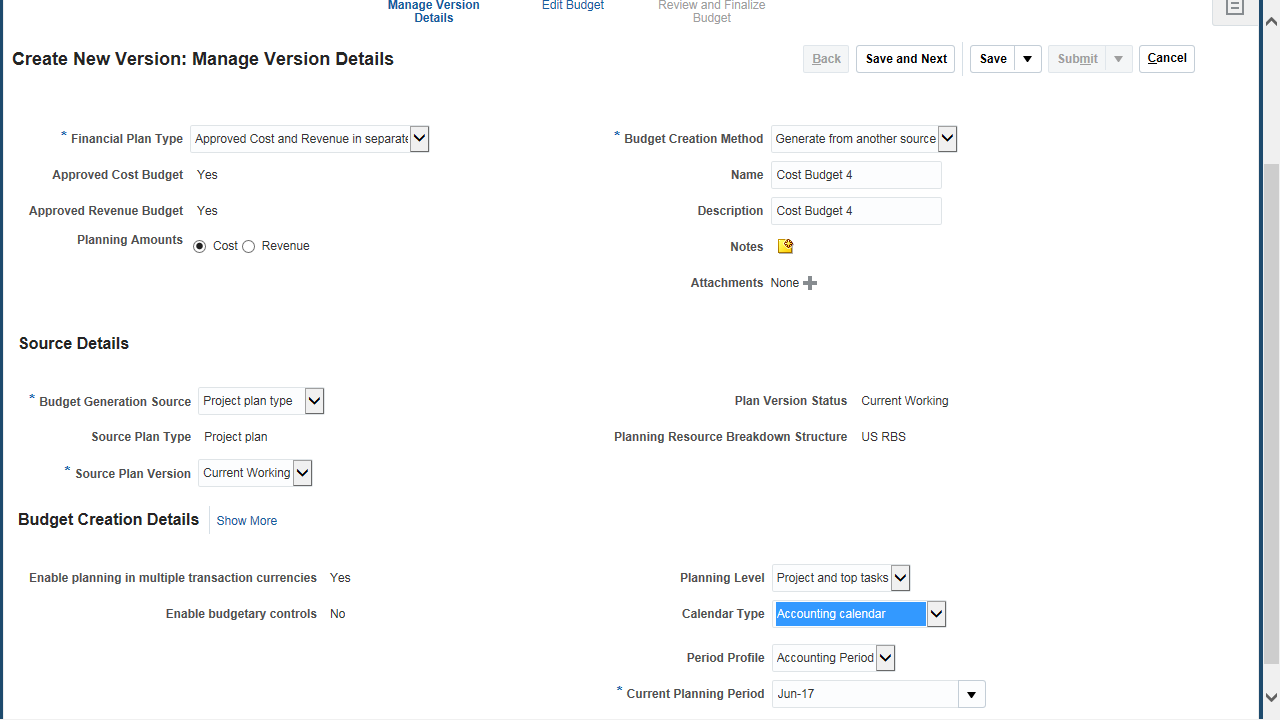 Manage Version
Details
Edit Budget
Review and Finalize
Budget
Create New Version: Manage Version Details
Back
Save and Next
Save
Submit
Cancel
* Financial Plan Type Approved Cost and Revenue in separate
Approved Cost Budget Yes
Approved Revenue Budget Yes
Planning Amounts Cost Revenue
* Budget Creation Method Generate from another source
Name Cost Budget 4
Description Cost Budget 4
Notes
Attachments None
Source Details
* Budget Generation Source Project plan type
Source Plan Type Project plan
* Source Plan Version Current Working
Plan Version Status Current Working
Planning Resource Breakdown Structure US RBS
Budget Creation Details Show More
Enable planning in multiple transaction currencies Yes
Enable budgetary controls No
Planning Level Project and top tasks
Calendar Type Accounting calendar
Period Profile Accounting Period
* Current Planning Period Jun-17